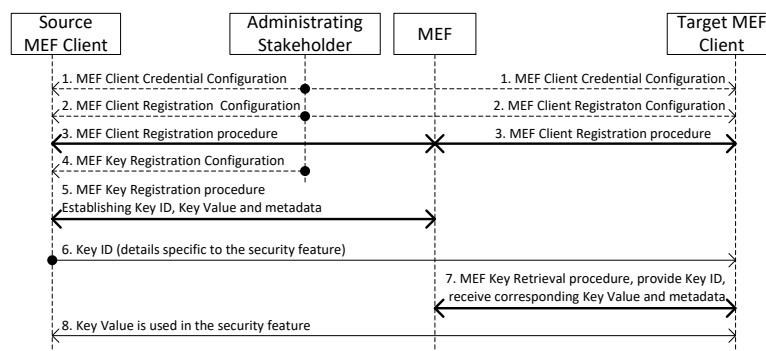 Source
MEF Client
Administrating
Stakeholder
MEF
Target MEF
Client
1. MEF Client Credential Configuration
1. MEF Client Credential Configuration
2. MEF Client Registration Configuration
2. MEF Client Registraton Configuration
3. MEF Client Registration procedure
3. MEF Client Registration procedure
4. MEF Key Registration Configuration
5. MEF Key Registration procedure
Establishing Key ID, Key Value and metadata
6. Key ID (details specific to the security feature)
7. MEF Key Retrieval procedure, provide Key ID,
receive corresponding Key Value and metadata
8. Key Value is used in the security feature